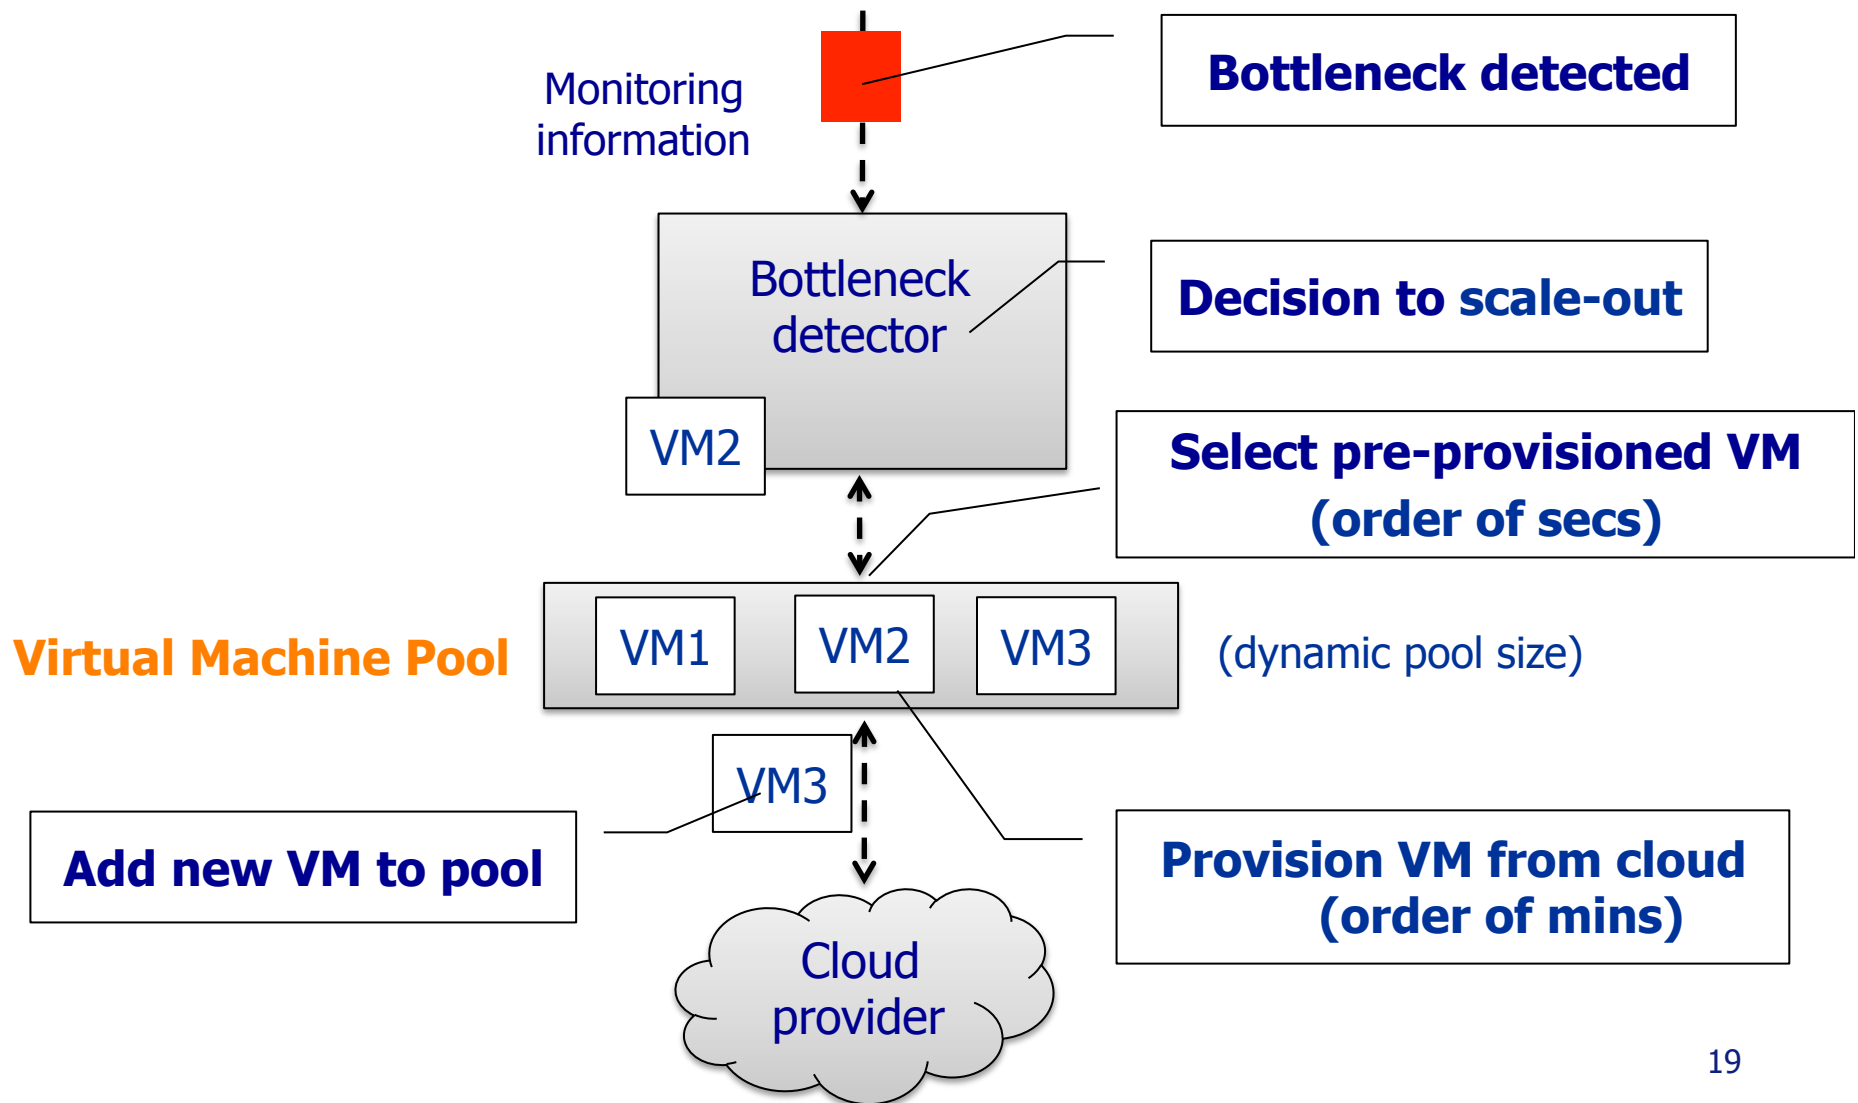 Monitoring
information
Bottleneck detected
Bottleneck
detector
Decision to scale-out
VM2
Select pre-provisioned VM
(order of secs)
Virtual Machine Pool
VM1
VM2
VM3
(dynamic pool size)
VM3
Add new VM to pool
Provision VM from cloud
(order of mins)
Cloud
provider
19